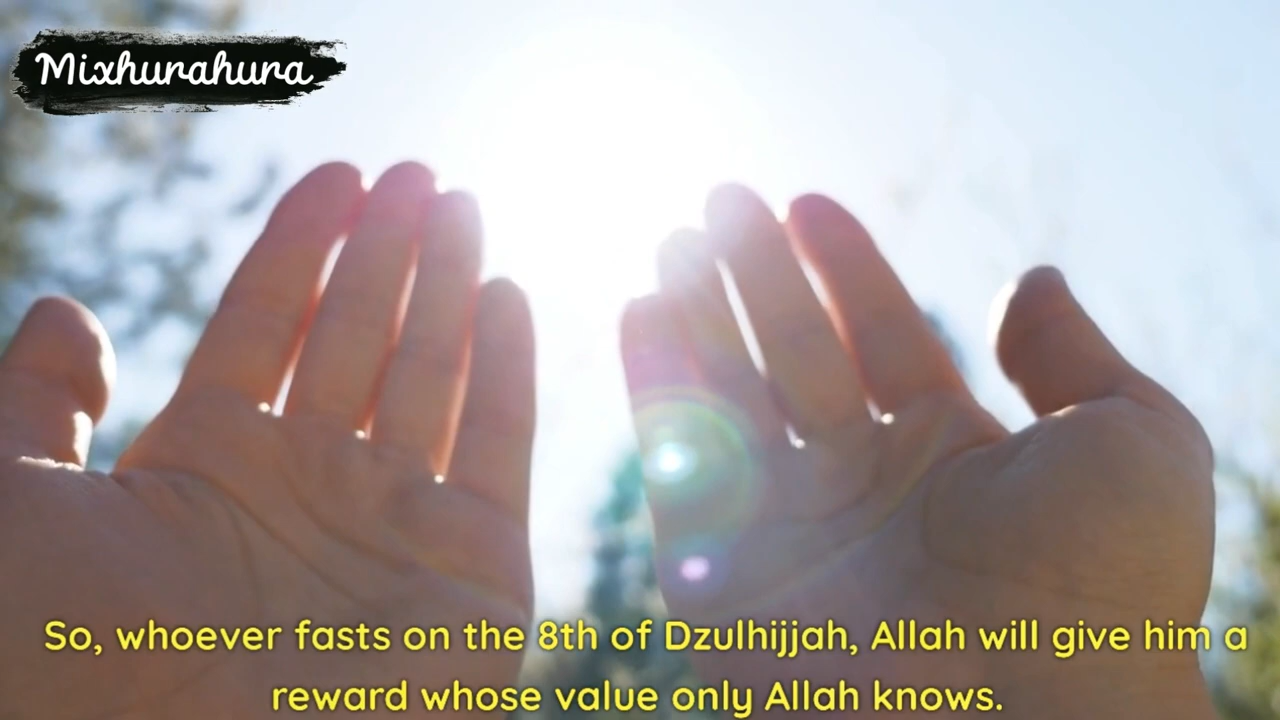 Mixhurahura
So, whoever fasts on the 8th of Dzulhijjah, Allah will give him a
reward whose value only Allah knows.